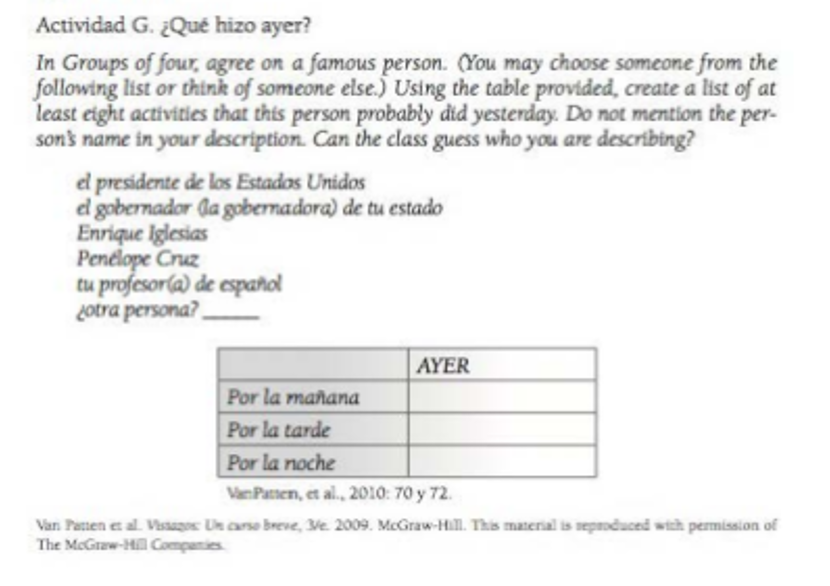 Actividad G. ¿Qué hizo ayer?
In Groups of four, agree on a famous person. (You may choose someone from the
following list or think of someone else.) Using the table provided, create a list of at
least eight activities that this person probably did yesterday. Do not mention the per-
son's name in your description. Can the class guess who you are describing?
el presidente de los Estados Unidos
el gobernador (la gobernadora) de tu estado
Enrique Iglesias
Penélope Cruz
tu profesor(a) de español
¿otra persona? ______
AYER
Por la mañana
Por la tarde
Por la noche
VanPatten, et al., 2010: 70 y 72.
Van Patten et al. Vistazos: Un curso breve, 3/e. 2009. McGraw-Hill. This material is reproduced with permission of
The McGraw-Hill Companies.